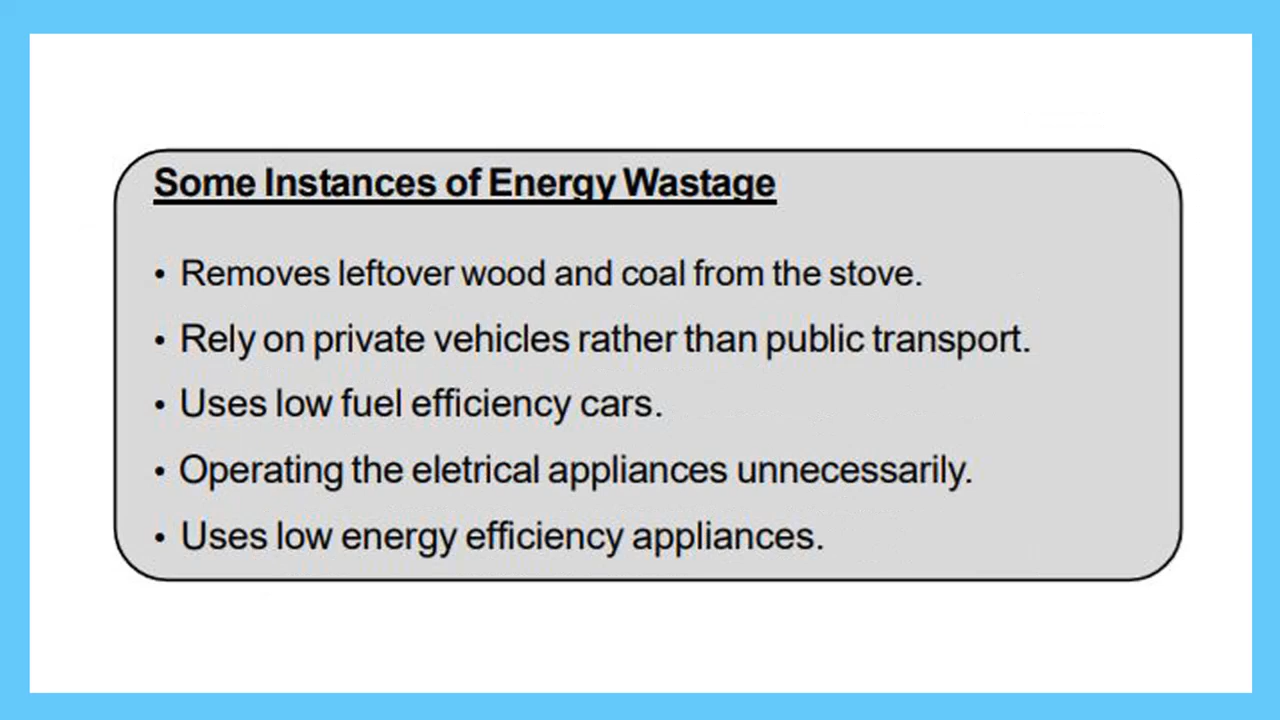 Some Instances of Energy Wastage
• Removes leftover wood and coal from the stove.
• Rely on private vehicles rather than public transport.
• Uses low fuel efficiency cars.
• Operating the eletrical appliances unnecessarily.
• Uses low energy efficiency appliances.